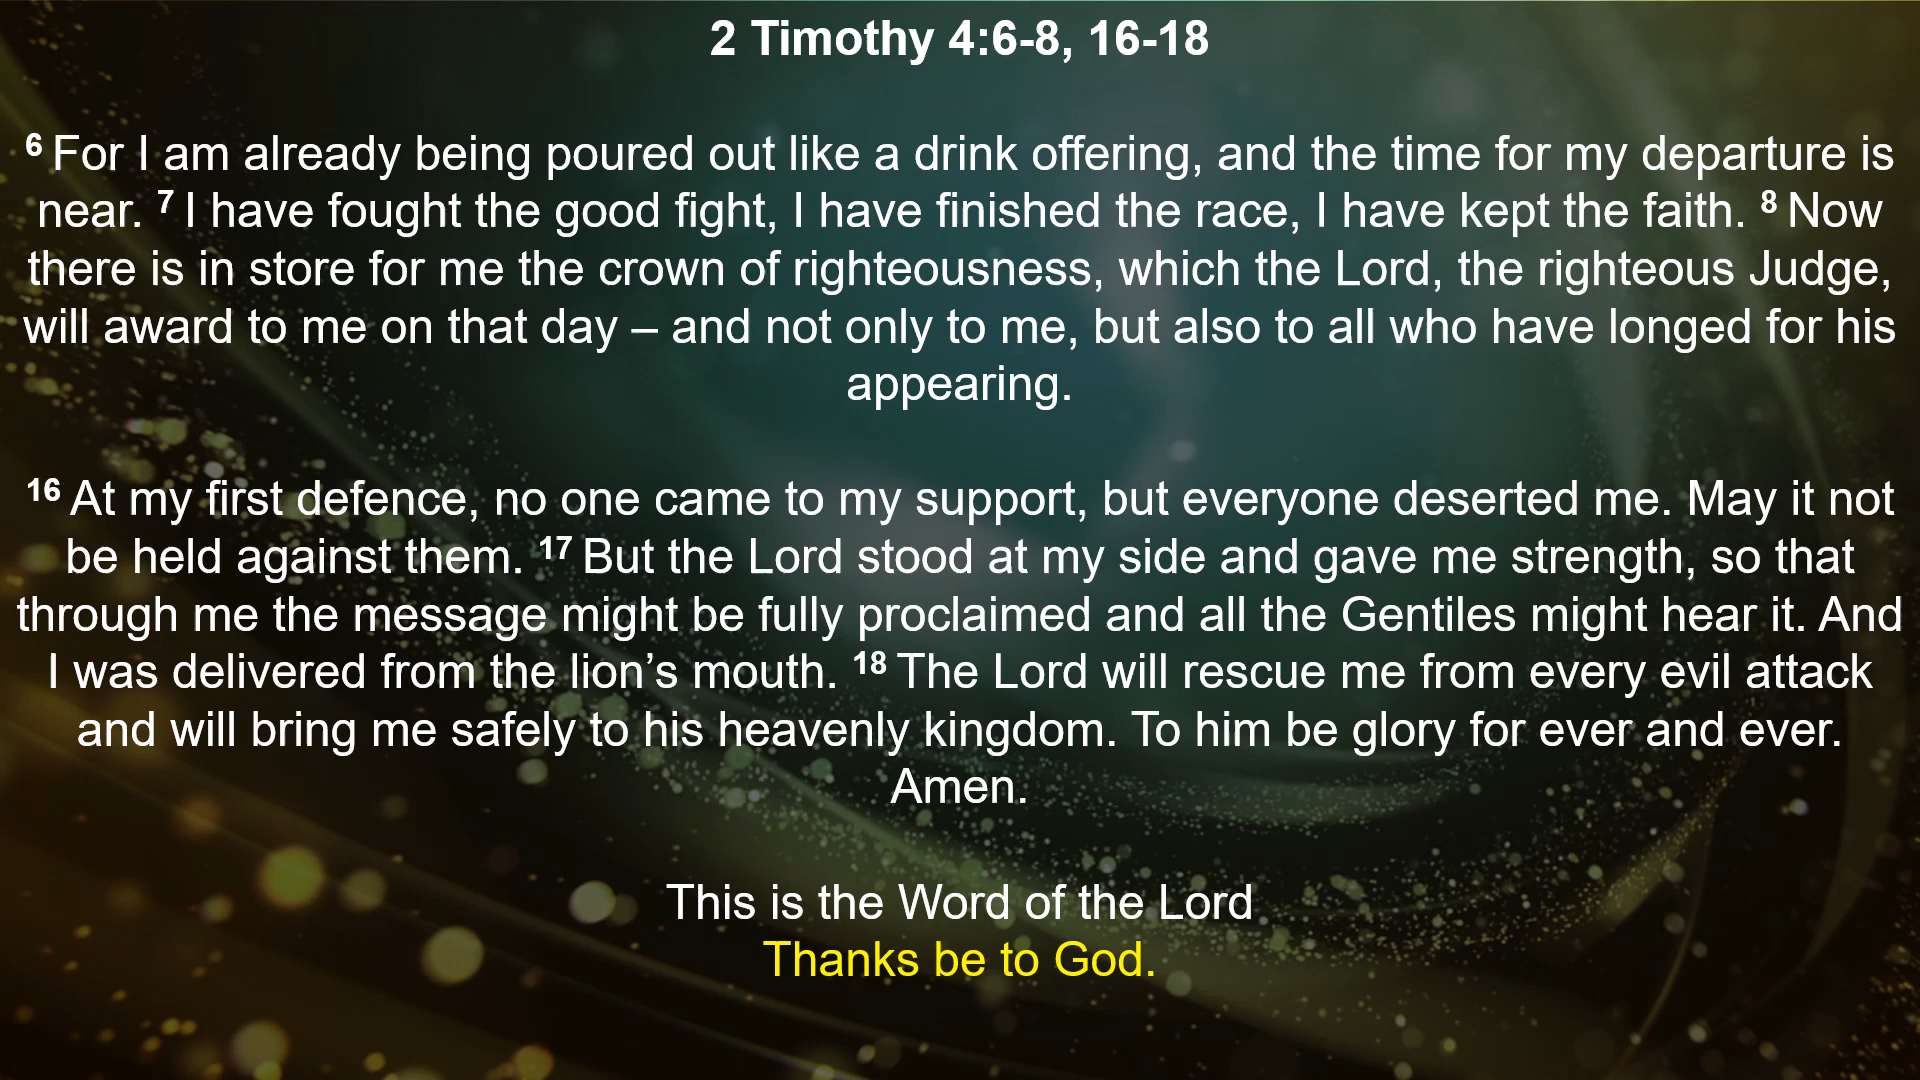 2 Timothy 4:6-8, 16-18
6 For I am already being poured out like a drink offering, and the time for my departure is
near. 7 I have fought the good fight, I have finished the race, I have kept the faith. 8 Now
there is in store for me the crown of righteousness, which the Lord, the righteous Judge,
will award to me on that day – and not only to me, but also to all who have longed for his
appearing.
16 At my first defence, no one came to my support, but everyone deserted me. May it not
be held against them. 17 But the Lord stood at my side and gave me strength, so that
through me the message might be fully proclaimed and all the Gentiles might hear it. And
I was delivered from the lion’s mouth. 18 The Lord will rescue me from every evil attack
and will bring me safely to his heavenly kingdom. To him be glory for ever and ever.
Amen.
This is the Word of the Lord
Thanks be to God.